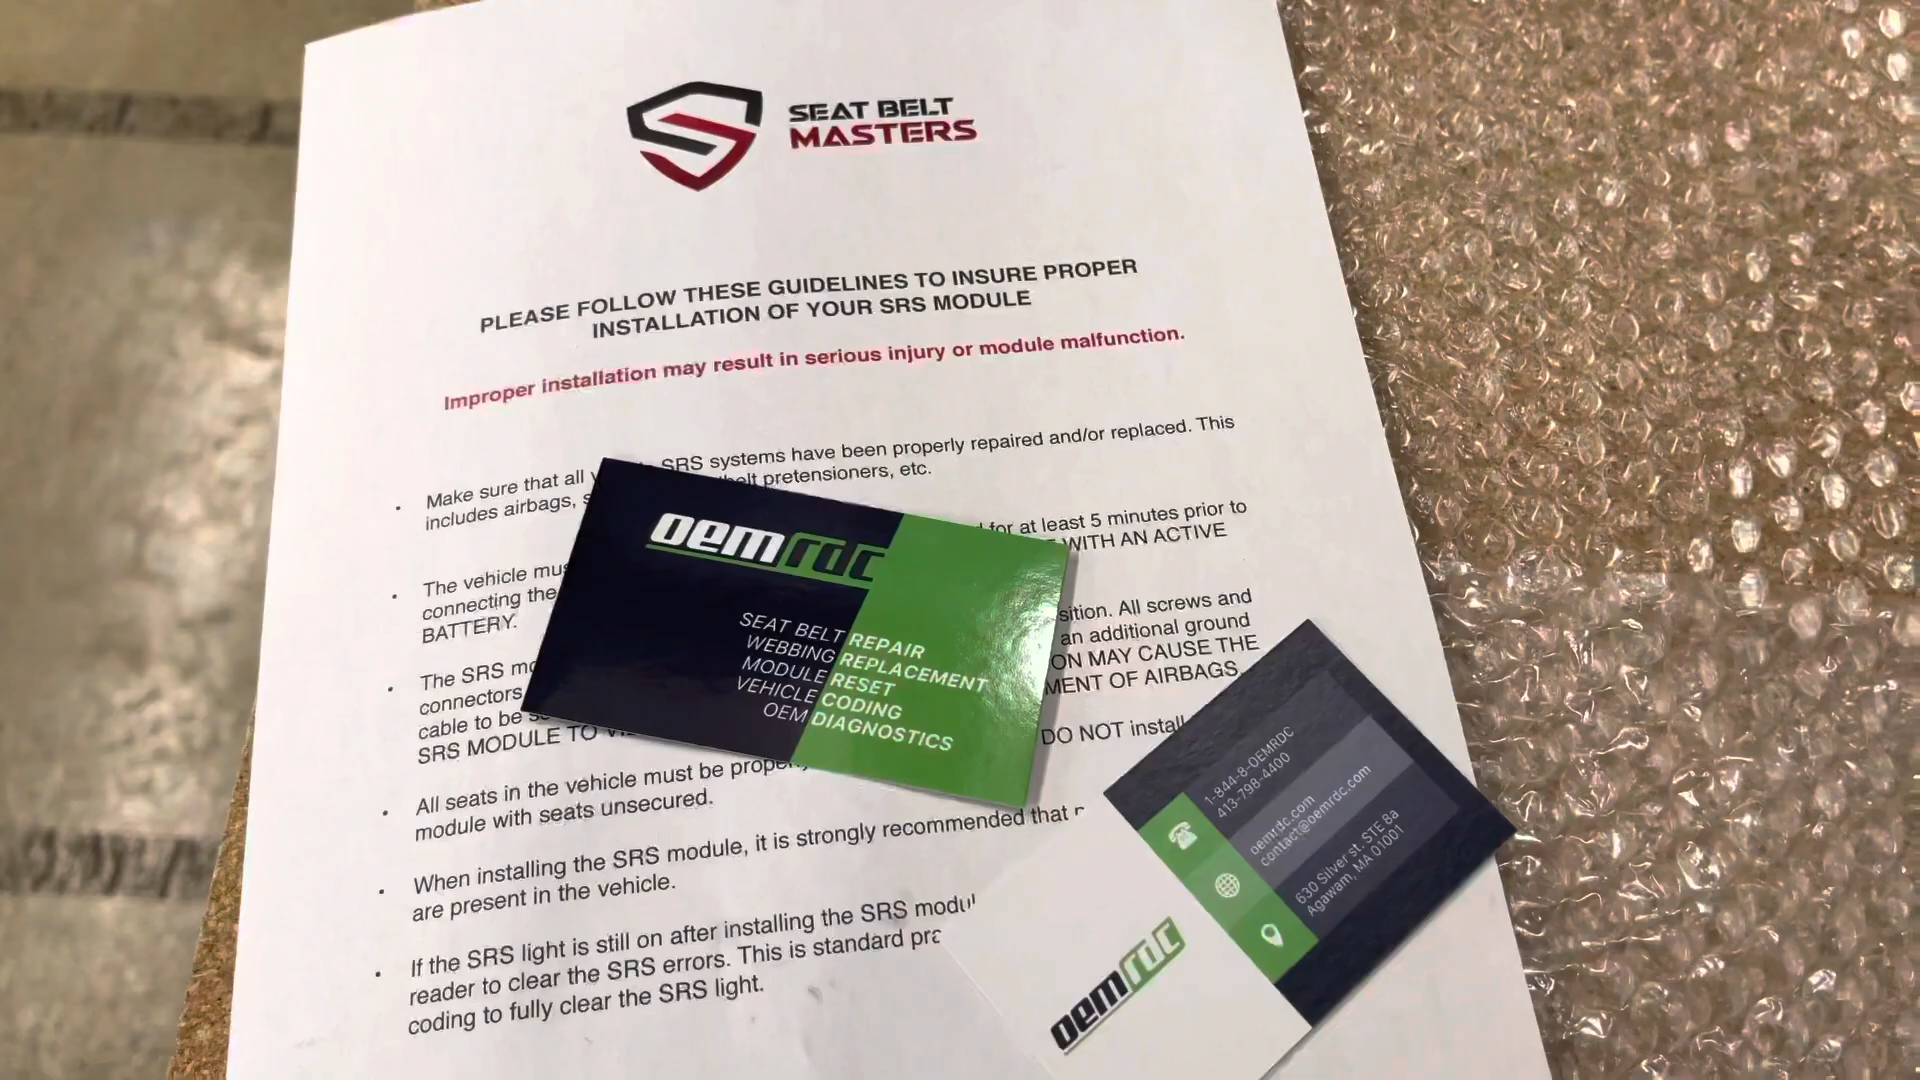 SEAT BELT
MASTERS
PLEASE FOLLOW THESE GUIDELINES TO INSURE PROPER
INSTALLATION OF YOUR SRS MODULE
Improper installation may result in serious injury or module malfunction.
Make sure that all SRS systems have been properly repaired and/or replaced. This
includes airbags, pretensioners, etc.
The vehicle for at least 5 minutes prior to
connecting the WITH AN ACTIVE
BATTERY.
The SRS All screws and
connectors an additional ground
cable to be ON MAY CAUSE THE
SRS MODULE TO OF AIRBAGS.
All seats in the vehicle must be DO NOT install
module with seats unsecured.
When installing the SRS module, it is strongly recommended that
are present in the vehicle.
If the SRS light is still on after installing the SRS
reader to clear the SRS errors. This is standard
coding to fully clear the SRS light.
oemrdc
SEAT BELT REPAIR
WEBBING REPLACEMENT
MODULE RESET
VEHICLE CODING
OEM DIAGNOSTICS
1-844-8-OEMRDC
413-798-4400
oemrdc.com
contact@oemrdc.com
630 Silver st. STE 8a
Agawam, MA 01001
oemrdc